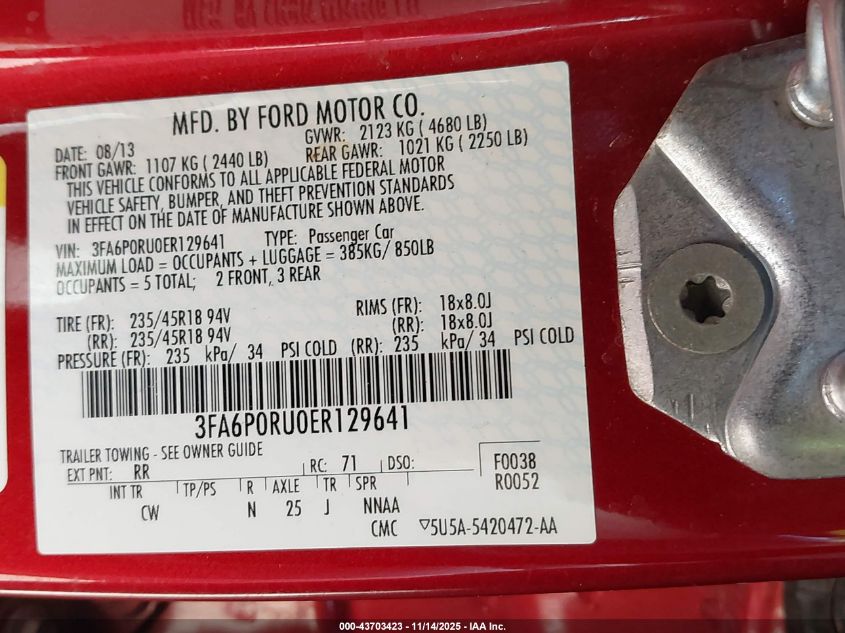 MFD. BY FORD MOTOR CO.
DATE: 08/13 GVWR: 2123 KG ( 4680 LB)
FRONT GAWR: 1107 KG ( 2440 LB) REAR GAWR: 1021 KG ( 2250 LB)
THIS VEHICLE CONFORMS TO ALL APPLICABLE FEDERAL MOTOR
VEHICLE SAFETY, BUMPER, AND THEFT PREVENTION STANDARDS
IN EFFECT ON THE DATE OF MANUFACTURE SHOWN ABOVE.
VIN: 3FA6P0RU0ER129641 TYPE: Passenger Car
MAXIMUM LOAD = OCCUPANTS + LUGGAGE = 385KG/ 850LB
OCCUPANTS = 5 TOTAL; 2 FRONT, 3 REAR
TIRE (FR): 235/45R18 94V RIMS (FR): 18x8.0J
(RR): 235/45R18 94V (RR): 18x8.0J
PRESSURE (FR): 235 kPa/ 34 PSI COLD (RR): 235 kPa/ 34 PSI COLD
3FA6P0RU0ER129641
TRAILER TOWING - SEE OWNER GUIDE
EXT PNT: RR RC: 71 DSO: F0038
R0052
INT TR TP/PS R AXLE TR SPR
CW N 25 J NNAA
CMC ▽5U5A-5420472-AA
000-43703423 - 11/14/2025 - IAA Inc.